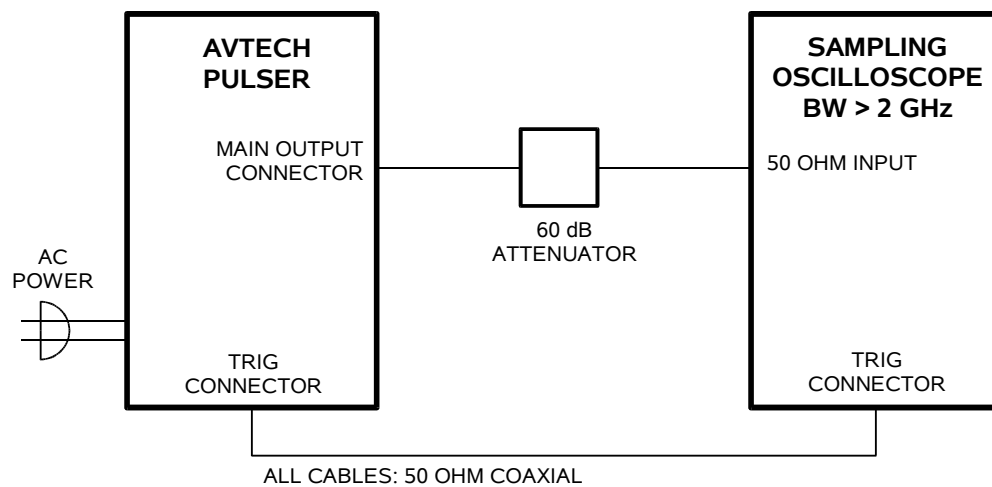 AVTECH
PULSER
MAIN OUTPUT
CONNECTOR
AC
POWER
TRIG
CONNECTOR
60 dB
ATTENUATOR
SAMPLING
OSCILLOSCOPE
BW > 2 GHz
50 OHM INPUT
TRIG
CONNECTOR
ALL CABLES: 50 OHM COAXIAL